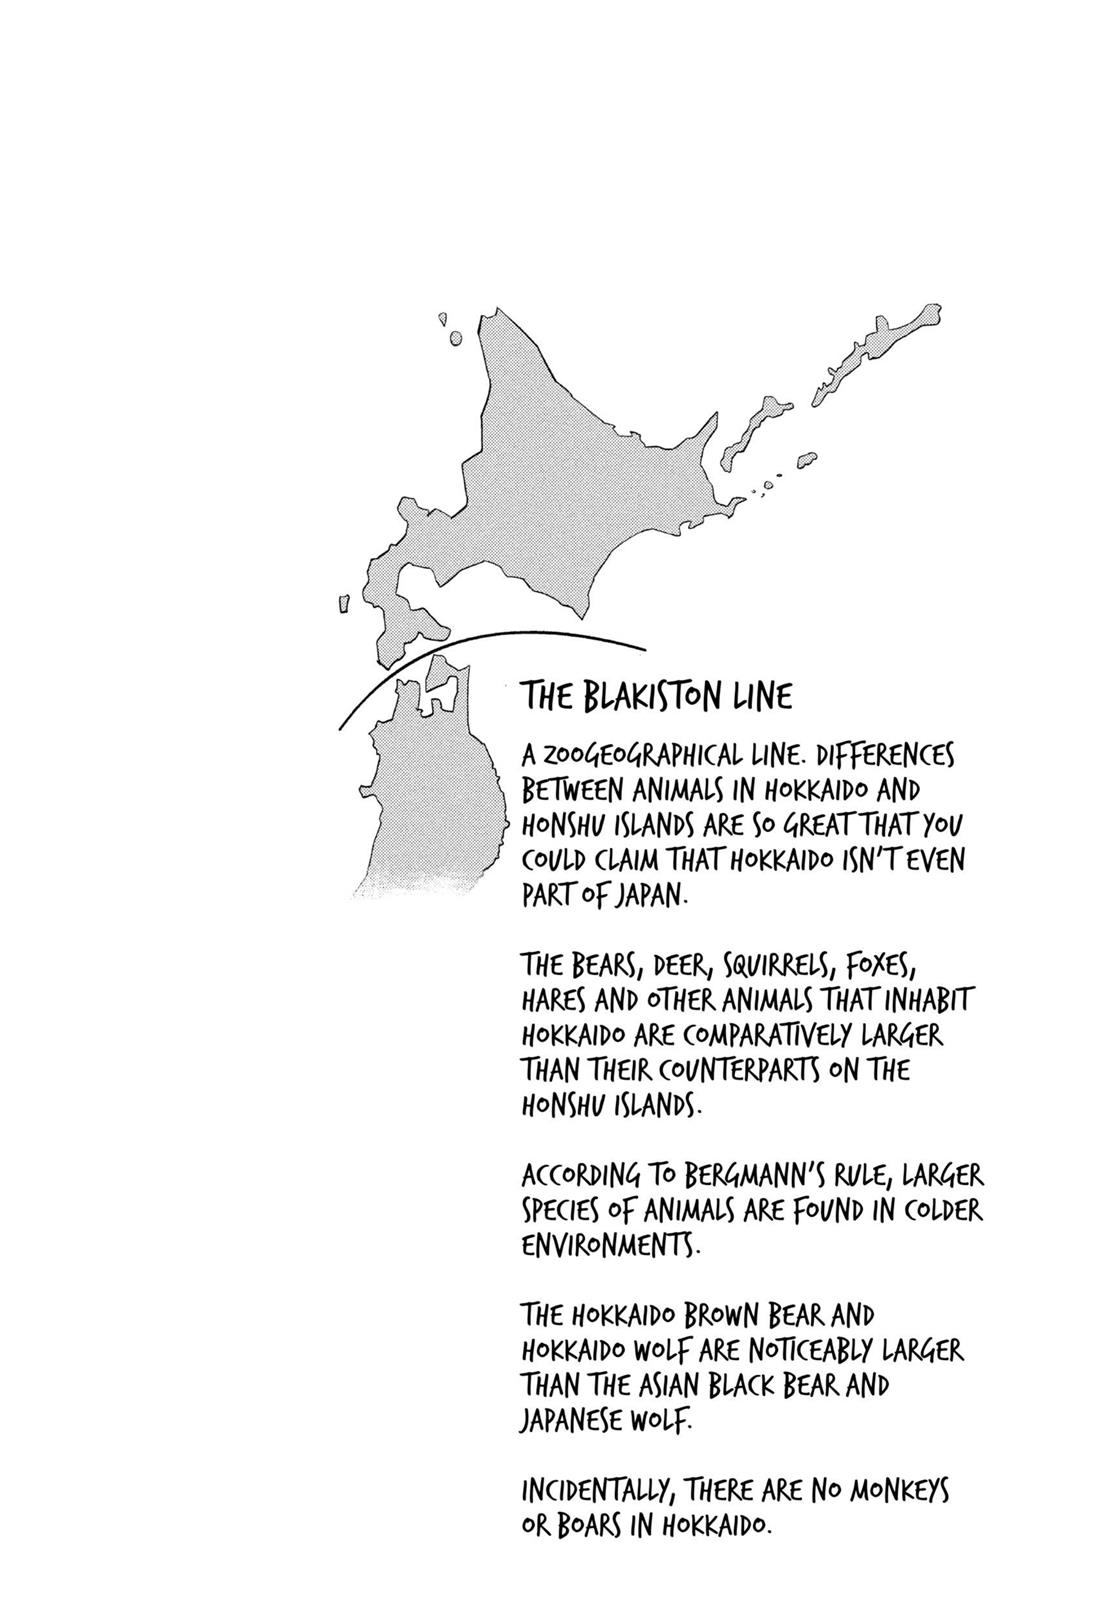 THE BLAKISTON LINE
A ZOOGEOGRAPHICAL LINE. DIFFERENCES
BETWEEN ANIMALS IN HOKKAIDO AND
HONSHU ISLANDS ARE SO GREAT THAT YOU
COULD CLAIM THAT HOKKAIDO ISN'T EVEN
PART OF JAPAN.
THE BEARS, DEER, SQUIRRELS, FOXES,
HARES AND OTHER ANIMALS THAT INHABIT
HOKKAIDO ARE COMPARATIVELY LARGER
THAN THEIR COUNTERPARTS ON THE
HONSHU ISLANDS.
ACCORDING TO BERGMANN'S RULE, LARGER
SPECIES OF ANIMALS ARE FOUND IN COLDER
ENVIRONMENTS.
THE HOKKAIDO BROWN BEAR AND
HOKKAIDO WOLF ARE NOTICEABLY LARGER
THAN THE ASIAN BLACK BEAR AND
JAPANESE WOLF.
INCIDENTALLY, THERE ARE NO MONKEYS
OR BOARS IN HOKKAIDO.